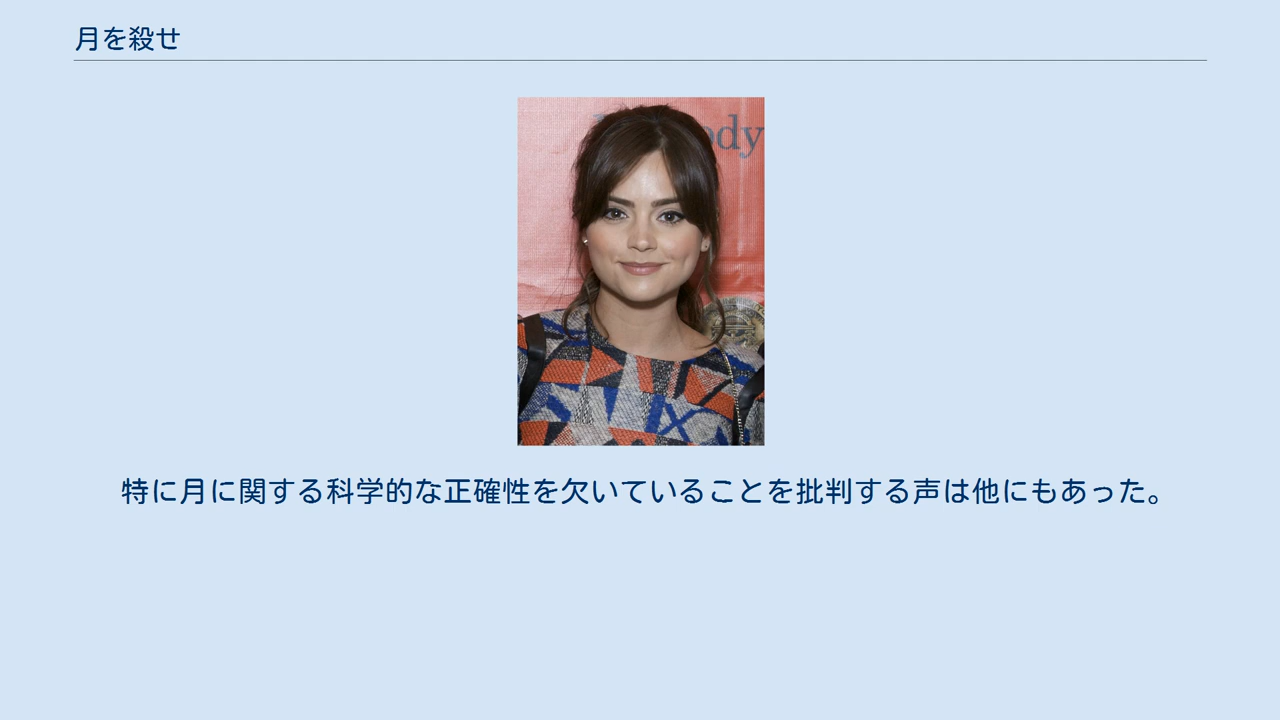 月を殺せ
ody
特に月に関する科学的な正確性を欠いていることを批判する声は他にもあった。